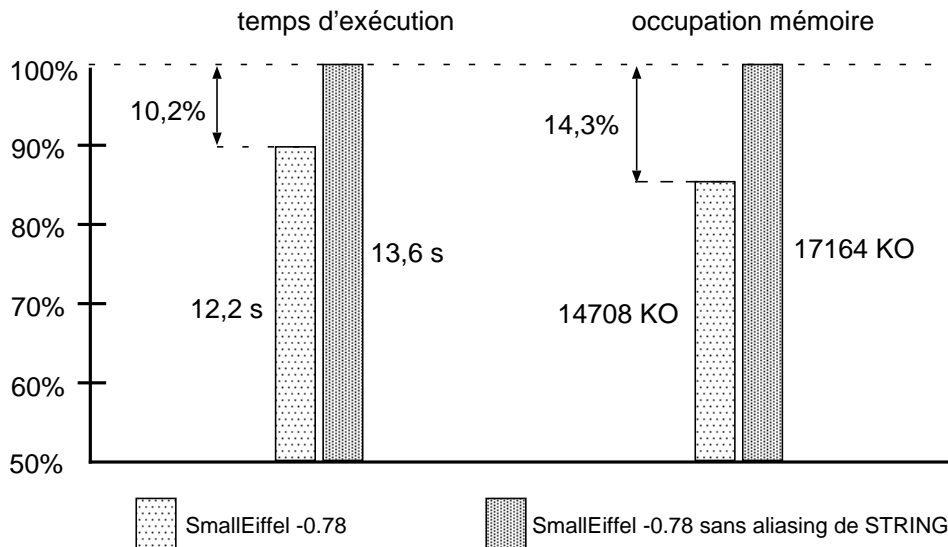 temps d'exécution
occupation mémoire
100%
10,2%
14,3%
90%
80%
13,6 s
17164 KO
70%
12,2 s
14708 KO
60%
50%
SmallEiffel -0.78
SmallEiffel -0.78 sans aliasing de STRING